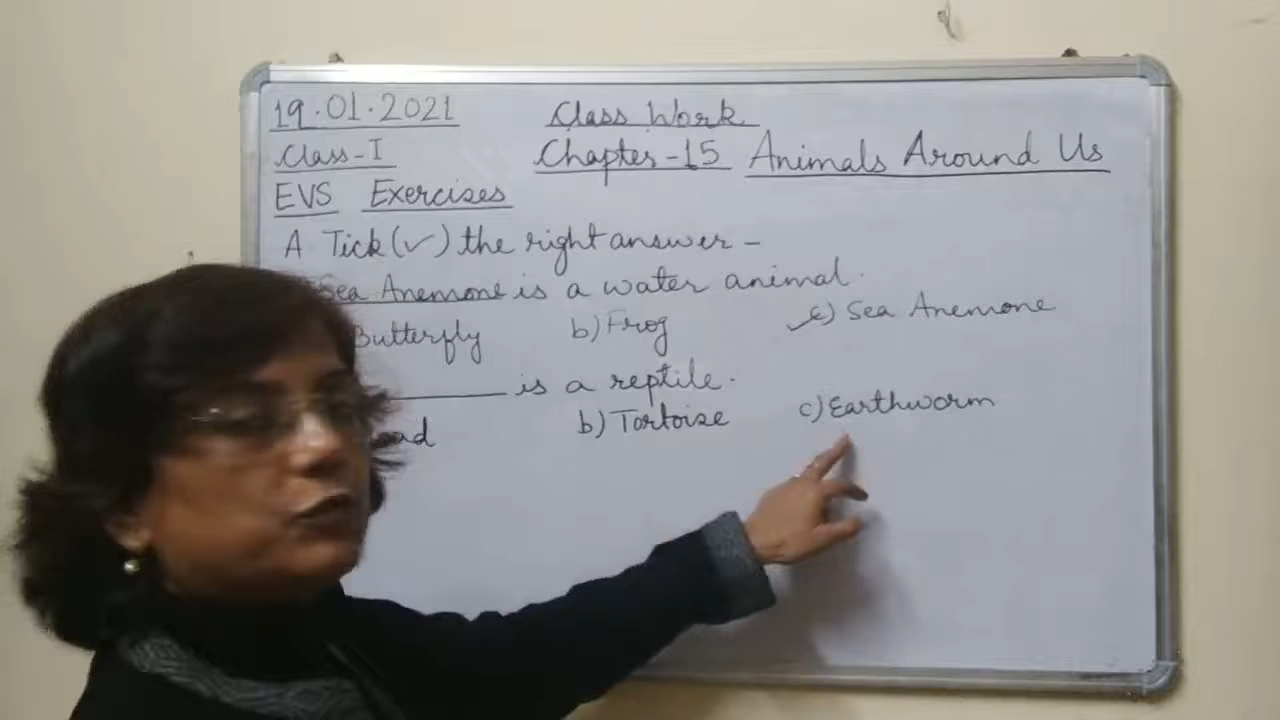 19.01.2021 Class Work
Class-I Chapter-15 Animals Around Us
EVS Exercises
A Tick (✓) the right answer –
Sea Anemone is a water animal.
Butterfly b) Frog ✓c) Sea Anemone
______ is a reptile.
b) Tortoise c) Earthworm